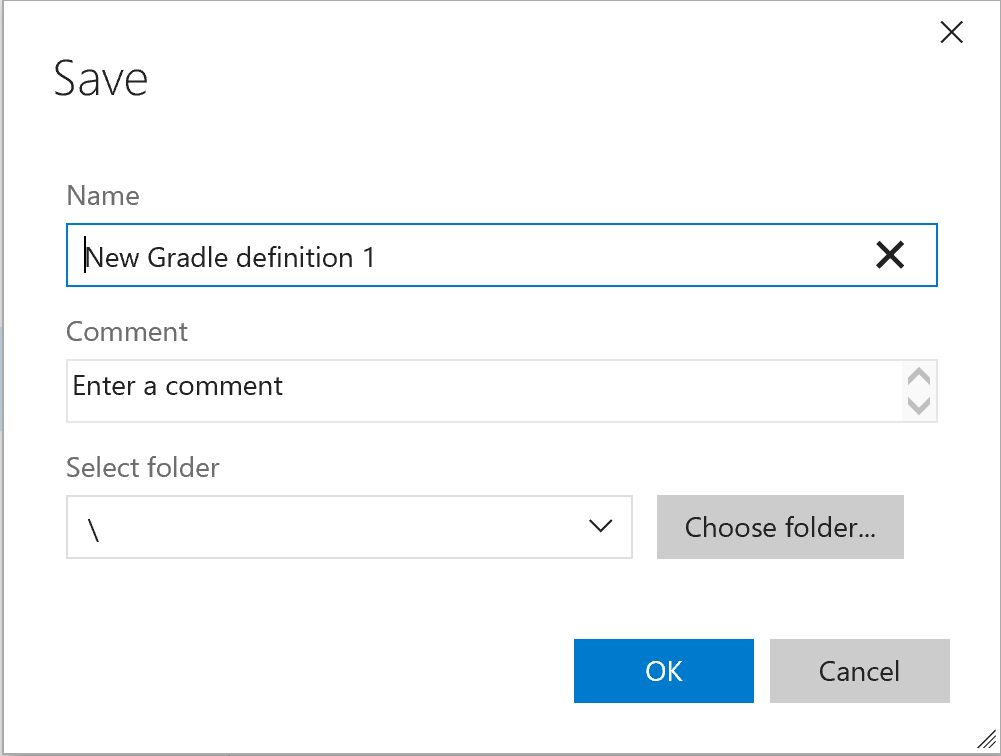 Save
Name
New Gradle definition 1
Comment
Enter a comment
Select folder
\
Choose folder...
OK
Cancel